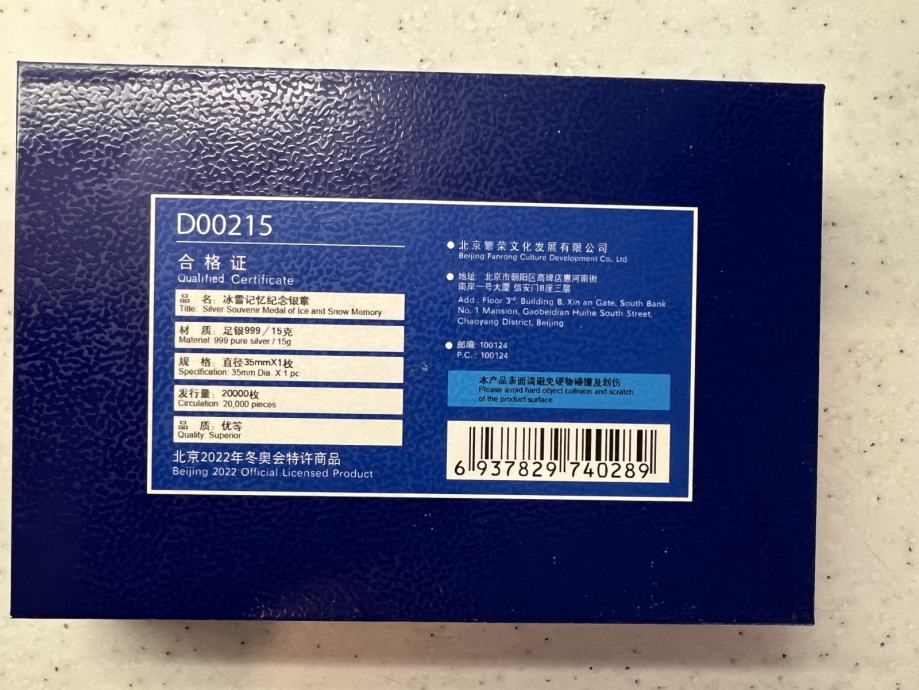 D00215
合格证
Qualified Certificate
品 名：冰雪记忆纪念银章
Title: Silver Souvenir Medal of Ice and Snow Memory
材 质：足银999／15克
Material: 999 pure silver / 15g
规 格：直径35mmX1枚
Specification: 35mm Dia. X 1 pc
发行量：20000枚
Circulation: 20,000 pieces
品 质：优等
Quality: Superior
北京2022年冬奥会特许商品
Beijing 2022 Official Licensed Product
北京繁荣文化发展有限公司
Beijing Fanrong Culture Development Co., Ltd.
地址：北京市朝阳区高碑店惠河南街
南岸一号大厦 信安门B座三层
Add : Floor 3rd, Building B, Xin an Gate, South Bank
No. 1 Mansion, Gaobeidian Huihe South Street,
Chaoyang District, Beijing
邮编: 100124
P.C. : 100124
本产品表面请避免硬物碰撞及划伤
Please avoid hard object collision and scratch
of the product surface
6 937829 740289